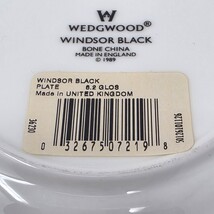 WEDGWOOD®
WINDSOR BLACK
BONE CHINA
MADE IN ENGLAND
© 1989
WINDSOR BLACK
PLATE 8.2 GLOS
Made in UNITED KINGDOM
0 32675 07219 8